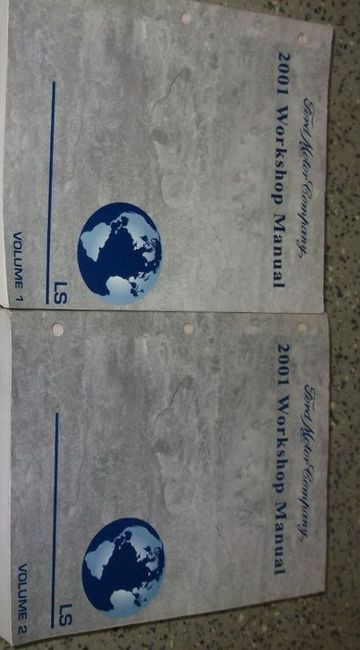 Ford Motor Company,
2001 Workshop Manual
LS
VOLUME 1
Ford Motor Company,
2001 Workshop Manual
LS
VOLUME 2